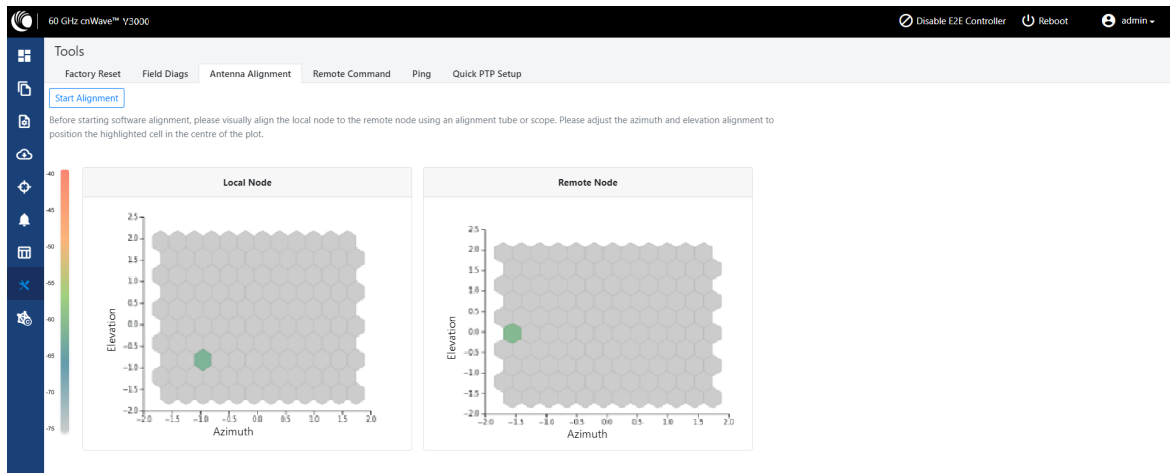 60 GHz cnWave™ V3000
Disable E2E Controller
Reboot
admin
Tools
Factory Reset
Field Diags
Antenna Alignment
Remote Command
Ping
Quick PTP Setup
Start Alignment
Before starting software alignment, please visually align the local node to the remote node using an alignment tube or scope. Please adjust the azimuth and elevation alignment to
position the highlighted cell in the centre of the plot.
-40
-45
-50
-55
-60
-65
-70
-75
Local Node
2.5
2.0
1.5
1.0
0.5
0.0
-0.5
-1.0
-1.5
-2.0
Elevation
-2.0 -1.5 -1.0 -0.5 0.0 0.5 1.0 1.5 2.0
Azimuth
Remote Node
2.5
2.0
1.5
1.0
0.5
0.0
-0.5
-1.0
-1.5
-2.0
Elevation
-2.0 -1.5 -1.0 -0.5 0.0 0.5 1.0 1.5 2.0
Azimuth